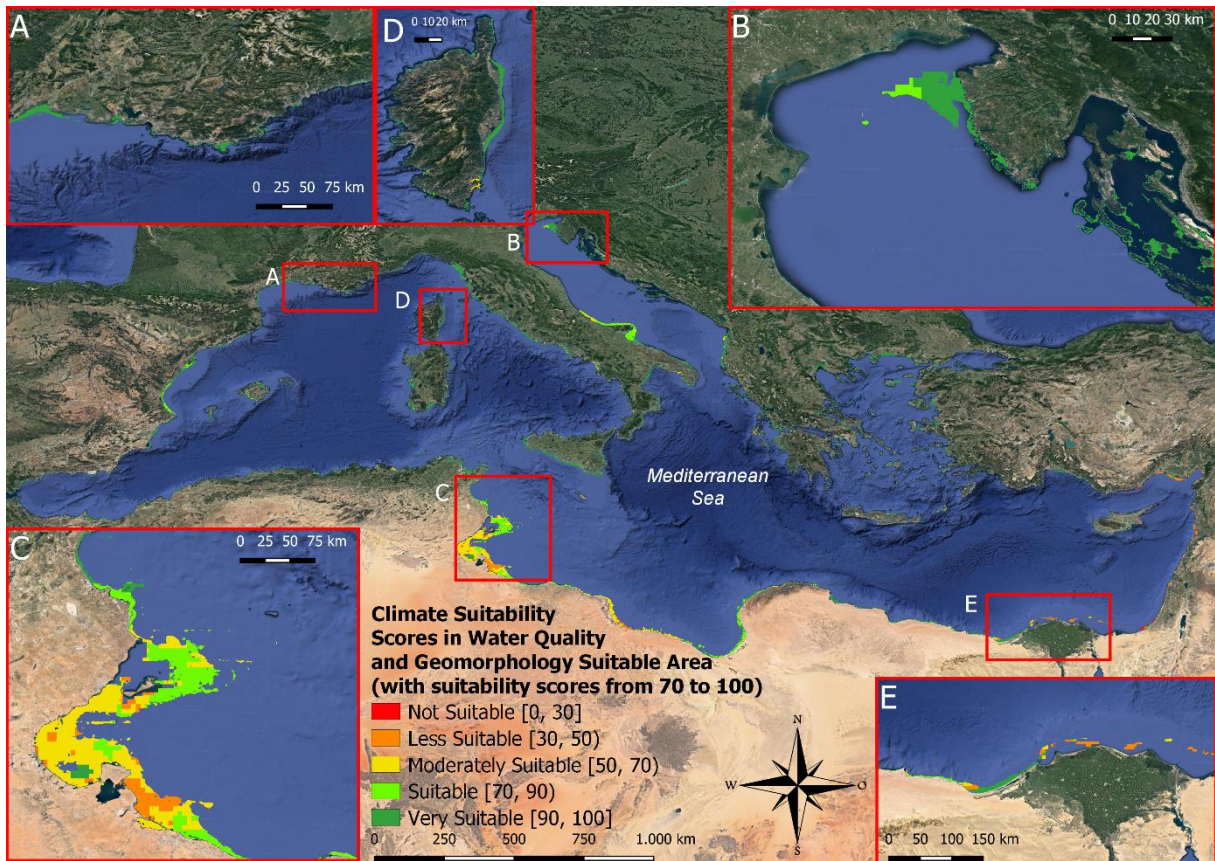 A
D
0 10 20 km
B
0 10 20 30 km
0 25 50 75 km
B
A
D
Mediterranean
Sea
C
E
C
0 25 50 75 km
Climate Suitability
Scores in Water Quality
and Geomorphology Suitable Area
(with suitability scores from 70 to 100)
Not Suitable [0, 30]
Less Suitable [30, 50)
Moderately Suitable [50, 70)
Suitable [70, 90)
Very Suitable [90, 100]
0 250 500 750 1.000 km
N
W O
S
E
0 50 100 150 km